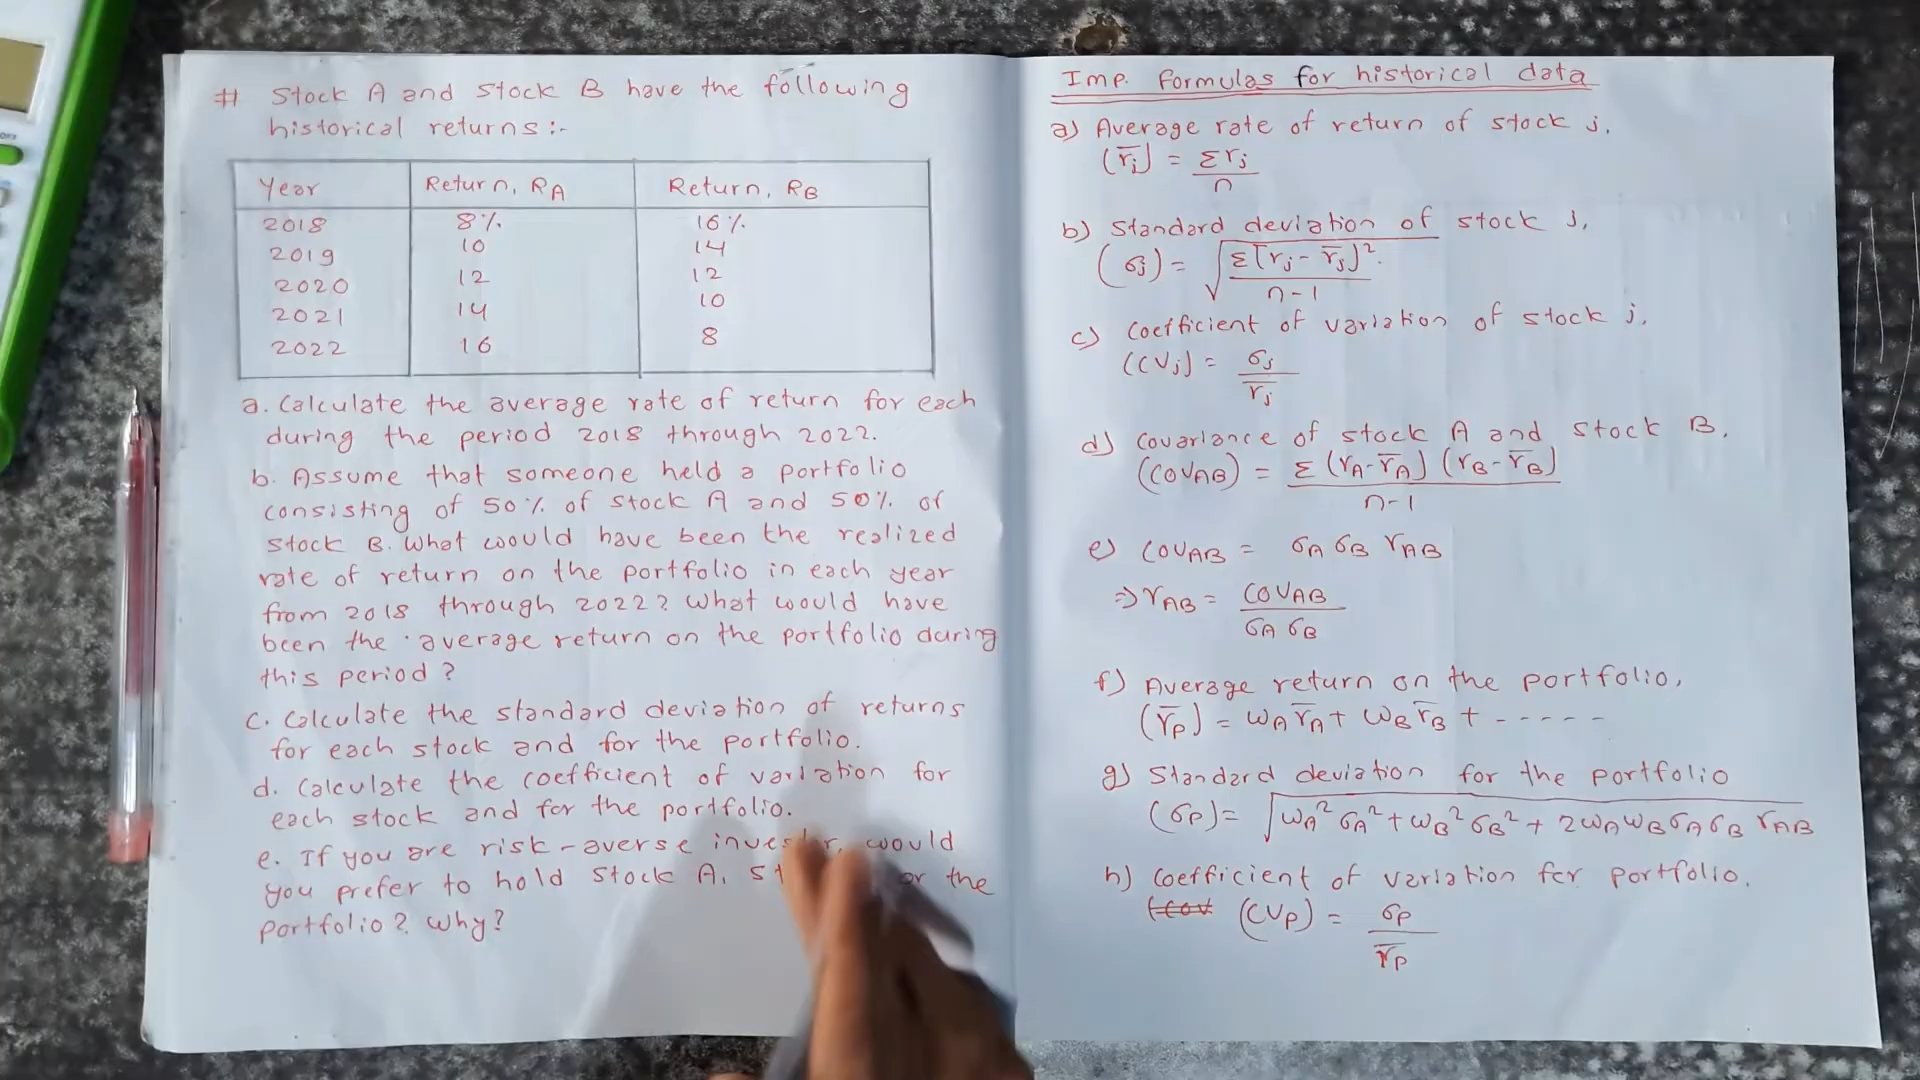 # Stock A and Stock B have the following
historical returns:-
Year Return, RA Return, RB
2018 8% 16%
2019 10 14
2020 12 12
2021 14 10
2022 16 8
a. Calculate the average rate of return for each
during the period 2018 through 2022.
b. Assume that someone held a portfolio
consisting of 50% of stock A and 50% of
stock B. What would have been the realized
rate of return on the portfolio in each year
from 2018 through 2022? What would have
been the average return on the portfolio during
this period?
c. Calculate the standard deviation of returns
for each stock and for the portfolio.
d. Calculate the coefficient of variation for
each stock and for the portfolio.
e. If you are risk-averse would
you prefer to hold Stock A, or the
portfolio? Why?
Imp. formulas for historical data
a) Average rate of return of stock j,
(r̄j) = Σrj / n
b) Standard deviation of stock j,
(σj) = √(Σ[rj - r̄j]² / n-1)
c) Coefficient of variation of stock j,
(CVj) = σj / r̄j
d) Covariance of stock A and stock B,
(COVAB) = Σ(rA-r̄A)(rB-r̄B) / n-1
e) COVAB = σA σB rAB
=> rAB = COVAB / σA σB
f) Average return on the portfolio,
(r̄p) = wA r̄A + wB r̄B + -----
g) Standard deviation for the portfolio
(σp) = √(wA² σA² + wB² σB² + 2wA wB σA σB rAB)
h) Coefficient of variation for portfolio.
(CVp) = σp / r̄p